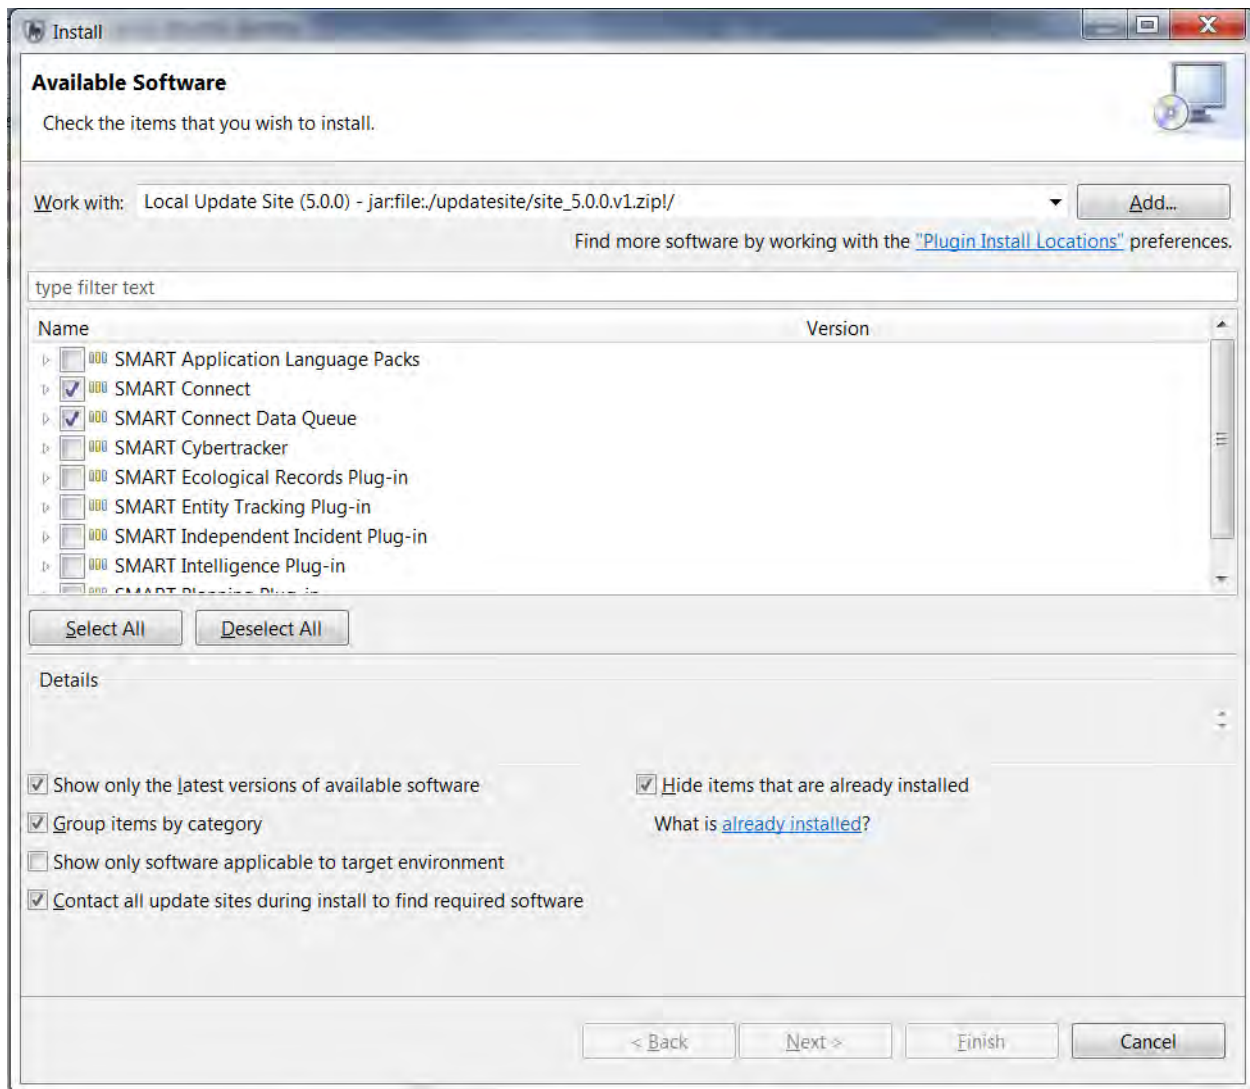 Install
Available Software
Check the items that you wish to install.
Work with: Local Update Site (5.0.0) - jar:file:./updatesite/site_5.0.0.v1.zip!/ Add...
Find more software by working with the "Plugin Install Locations" preferences.
type filter text
Name Version
SMART Application Language Packs
SMART Connect
SMART Connect Data Queue
SMART Cybertracker
SMART Ecological Records Plug-in
SMART Entity Tracking Plug-in
SMART Independent Incident Plug-in
SMART Intelligence Plug-in
SMART Planning Plug-in
Select All Deselect All
Details
Show only the latest versions of available software Hide items that are already installed
Group items by category What is already installed?
Show only software applicable to target environment
Contact all update sites during install to find required software
< Back Next > Finish Cancel